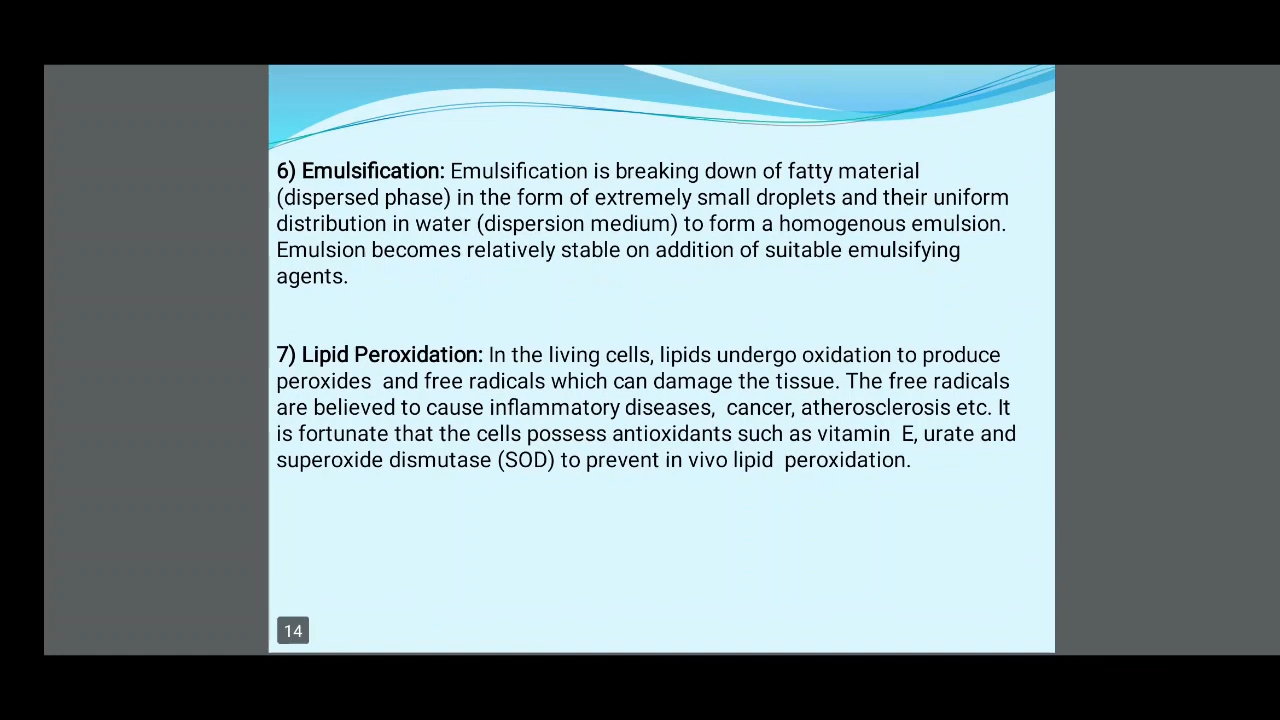 6) Emulsification: Emulsification is breaking down of fatty material
(dispersed phase) in the form of extremely small droplets and their uniform
distribution in water (dispersion medium) to form a homogenous emulsion.
Emulsion becomes relatively stable on addition of suitable emulsifying
agents.
7) Lipid Peroxidation: In the living cells, lipids undergo oxidation to produce
peroxides  and free radicals which can damage the tissue. The free radicals
are believed to cause inflammatory diseases,  cancer, atherosclerosis etc. It
is fortunate that the cells possess antioxidants such as vitamin  E, urate and
superoxide dismutase (SOD) to prevent in vivo lipid  peroxidation.
14